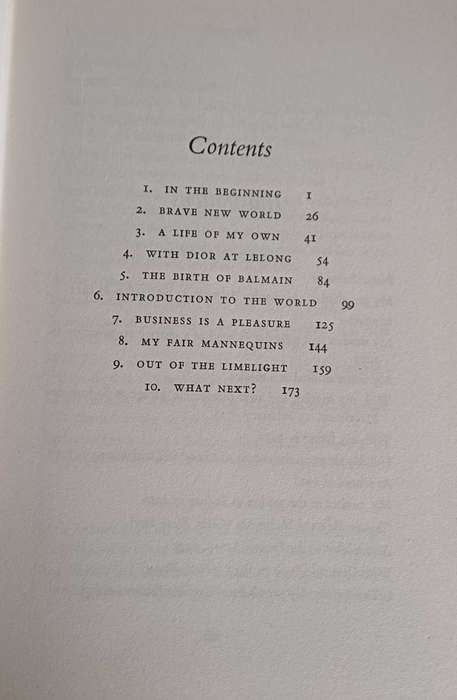 Contents
1. IN THE BEGINNING 1
2. BRAVE NEW WORLD 26
3. A LIFE OF MY OWN 41
4. WITH DIOR AT LELONG 54
5. THE BIRTH OF BALMAIN 84
6. INTRODUCTION TO THE WORLD 99
7. BUSINESS IS A PLEASURE 125
8. MY FAIR MANNEQUINS 144
9. OUT OF THE LIMELIGHT 159
10. WHAT NEXT? 173